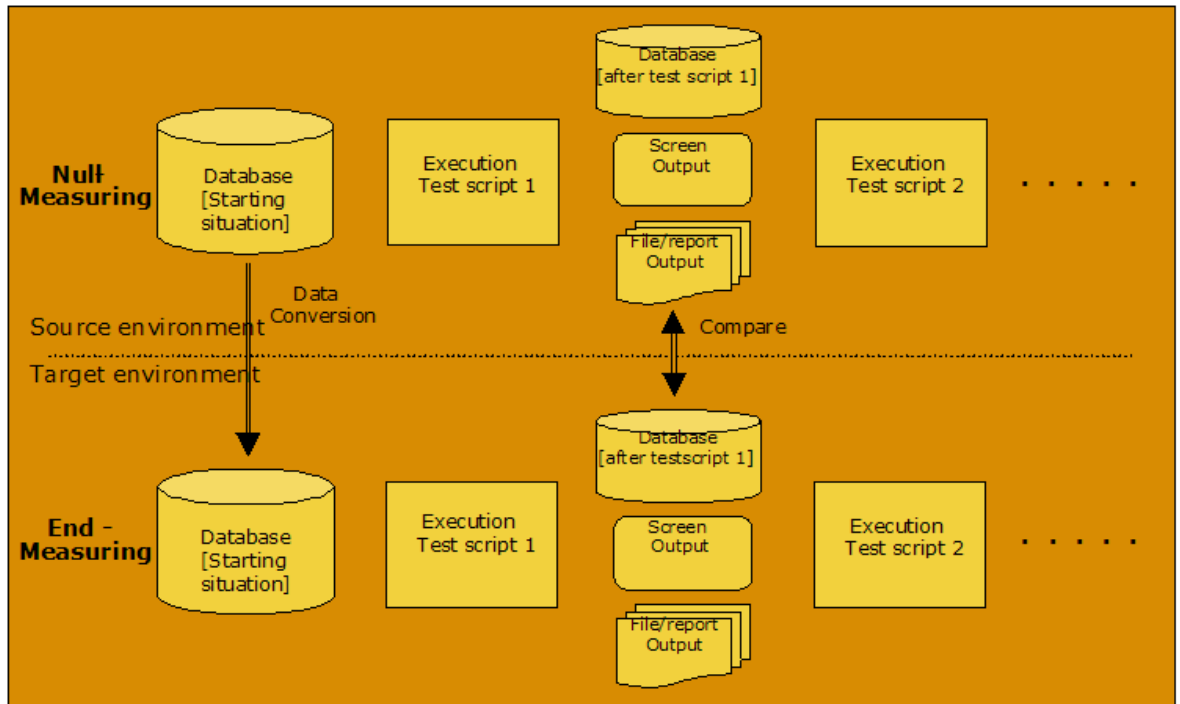 Database
[after test script 1]
Null-
Measuring
Database
[Starting
situation]
Execution
Test script 1
Screen
Output
File/report
Output
Execution
Test script 2
. . . . .
Data
Conversion
Source environment
Compare
Target environment
Database
[after testscript 1]
End -
Measuring
Database
[Starting
situation]
Execution
Test script 1
Screen
Output
File/report
Output
Execution
Test script 2
. . . . .